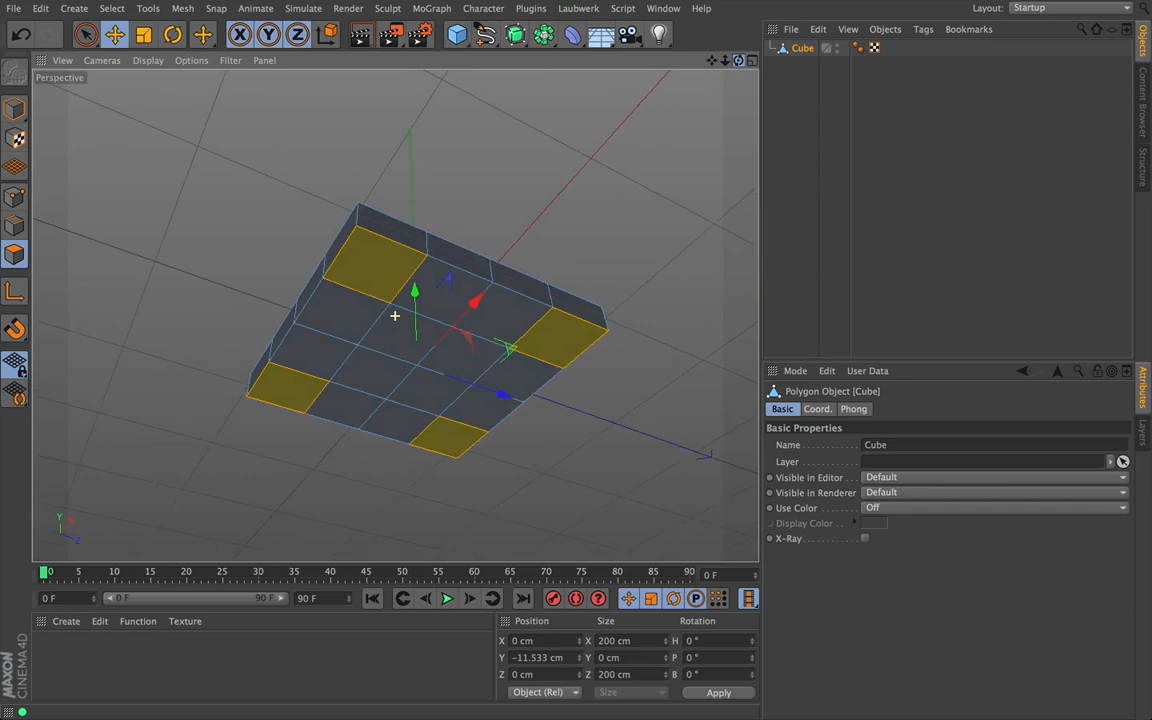 File Edit Create Select Tools Mesh Snap Animate Simulate Render Sculpt MoGraph Character Plugins Laubwerk Script Window Help
Layout: Startup
File Edit View Objects Tags Bookmarks
View Cameras Display Options Filter Panel
Perspective
Cube
Objects
Content Browser
Structure
Mode Edit User Data
Polygon Object [Cube]
Basic Coord. Phong
Basic Properties
Name Cube
Layer
Visible in Editor Default
Visible in Renderer Default
Use Color Off
Display Color
X-Ray
Attributes
Layers
Y
X
Z
0 5 10 15 20 25 30 35 40 45 50 55 60 65 70 75 80 85 90 0 F
0 F 0 F 90 F 90 F
Create Edit Function Texture
Position Size Rotation
X 0 cm X 200 cm H 0 °
Y -11.533 cm Y 0 cm P 0 °
Z 0 cm Z 200 cm B 0 °
Object (Rel) Size Apply
MAXON
CINEMA 4D